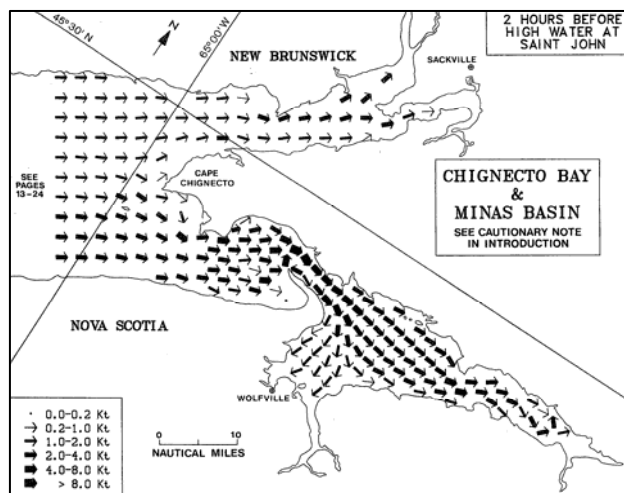 45°30'N
65°00'W
Z
NEW BRUNSWICK
2 HOURS BEFORE
HIGH WATER AT
SAINT JOHN
SACKVILLE
SEE
PAGES
13-24
CAPE
CHIGNECTO
CHIGNECTO BAY
&
MINAS BASIN
SEE CAUTIONARY NOTE
IN INTRODUCTION
NOVA SCOTIA
WOLFVILLE
0.0-0.2 Kt
0.2-1.0 Kt
1.0-2.0 Kt
2.0-4.0 Kt
4.0-8.0 Kt
> 8.0 Kt
0 10
NAUTICAL MILES